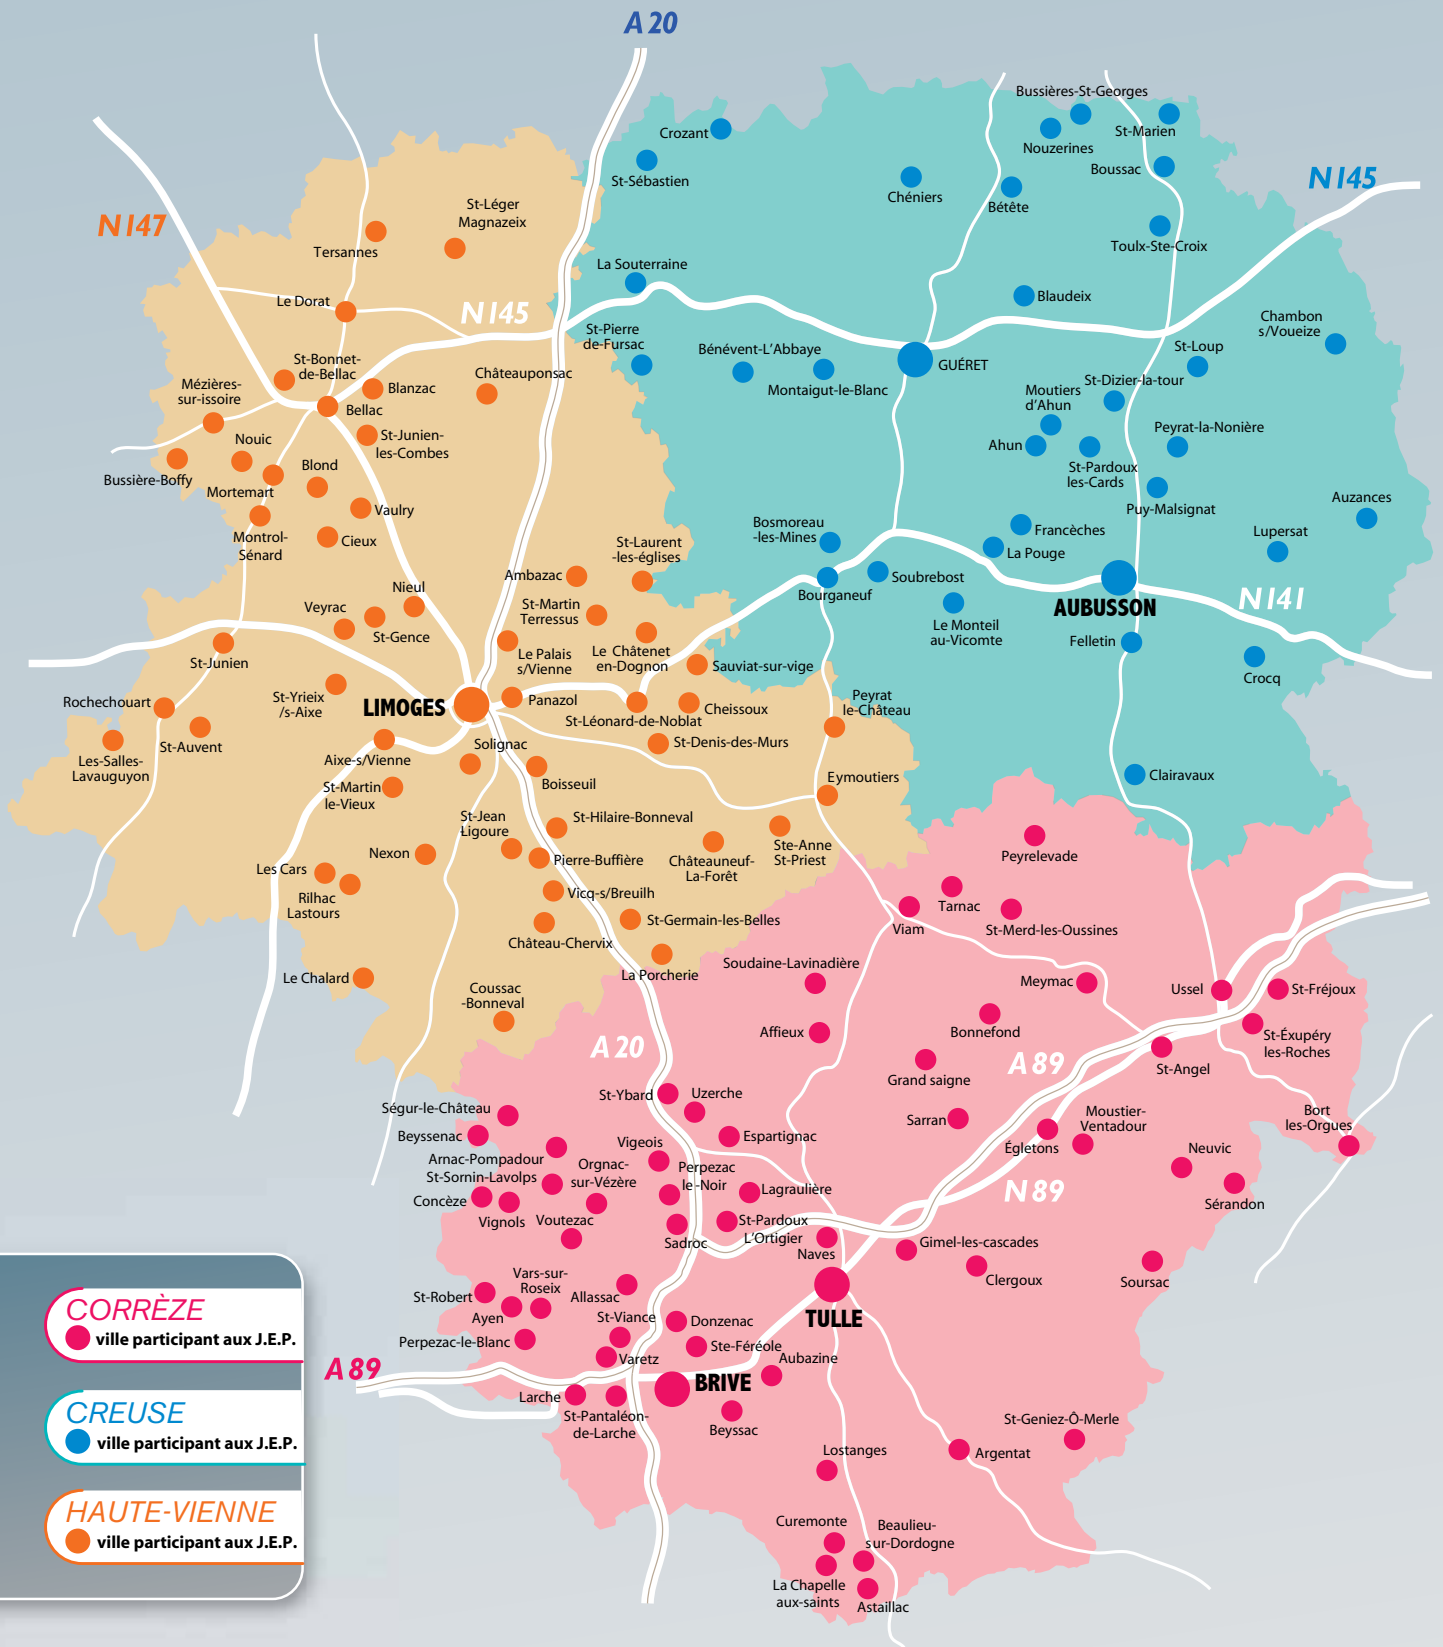 A 20
Bussières-St-Georges
Crozant
St-Marien
Nouzerines
St-Sébastien
Boussac
N 145
Chéniers
Bétête
St-Léger
Magnazeix
N 147
Tersannes
Toulx-Ste-Croix
La Souterraine
Le Dorat
N 145
Blaudeix
Chambon
s/Voueize
St-Pierre
de-Fursac
Bénévent-L'Abbaye
St-Loup
St-Bonnet-
de-Bellac
Châteauponsac
GUÉRET
Mézières-
sur-issoire
Blanzac
Montaigut-le-Blanc
Moutiers
d'Ahun
St-Dizier-la-tour
Bellac
Nouic
St-Junien-
les-Combes
Ahun
Peyrat-la-Nonière
Blond
St-Pardoux
les-Cards
Bussière-Boffy
Mortemart
Auzances
Vaulry
Puy-Malsignat
Bosmoreau
-les-Mines
Francèches
Lupersat
Montrol-
Sénard
Cieux
St-Laurent
-les-églises
La Pouge
Ambazac
Soubrebost
Nieul
Bourganeuf
AUBUSSON
N 141
Veyrac
St-Martin
Terressus
Le Monteil
au-Vicomte
St-Gence
Felletin
Le Palais
s/Vienne
Le Châtenet
en-Dognon
St-Junien
Sauviat-sur-vige
Crocq
Rochechouart
St-Yrieix
/s-Aixe
LIMOGES
Panazol
Cheissoux
Peyrat
le-Château
St-Léonard-de-Noblat
St-Auvent
Solignac
St-Denis-des-Murs
Les-Salles-
Lavauguyon
Aixe-s/Vienne
Clairavaux
St-Martin
le-Vieux
Boisseuil
Eymoutiers
St-Jean
Ligoure
St-Hilaire-Bonneval
Ste-Anne
St-Priest
Nexon
Pierre-Buffière
Châteauneuf-
La-Forêt
Peyrelevade
Les Cars
Rilhac
Lastours
Vicq-s/Breuilh
Tarnac
St-Germain-les-Belles
Viam
St-Merd-les-Oussines
Château-Chervix
Soudaine-Lavinadière
Le Chalard
La Porcherie
Meymac
Ussel
St-Fréjoux
Coussac
-Bonneval
Affieux
Bonnefond
A 20
St-Éxupéry
les-Roches
A 89
St-Angel
Grand saigne
St-Ybard
Uzerche
Ségur-le-Château
Sarran
Moustier-
Ventadour
Bort
les-Orgues
Beyssenac
Espartignac
Vigeois
Égletons
Neuvic
Arnac-Pompadour
Orgnac-
sur-Vézère
Perpezac
le-Noir
St-Sornin-Lavolps
Lagraulière
N 89
Concèze
Sérandon
Vignols
Voutezac
St-Pardoux
L'Ortigier
Sadroc
Naves
Gimel-les-cascades
Vars-sur-
Roseix
Clergoux
Soursac
St-Robert
Allassac
CORRÈZE
ville participant aux J.E.P.
Ayen
St-Viance
Donzenac
TULLE
Perpezac-le-Blanc
Ste-Féréole
Varetz
Aubazine
A 89
BRIVE
Larche
CREUSE
ville participant aux J.E.P.
St-Pantaléon-
de-Larche
Beyssac
St-Geniez-Ô-Merle
Lostanges
Argentat
HAUTE-VIENNE
ville participant aux J.E.P.
Curemonte
Beaulieu-
sur-Dordogne
La Chapelle
aux-saints
Astaillac